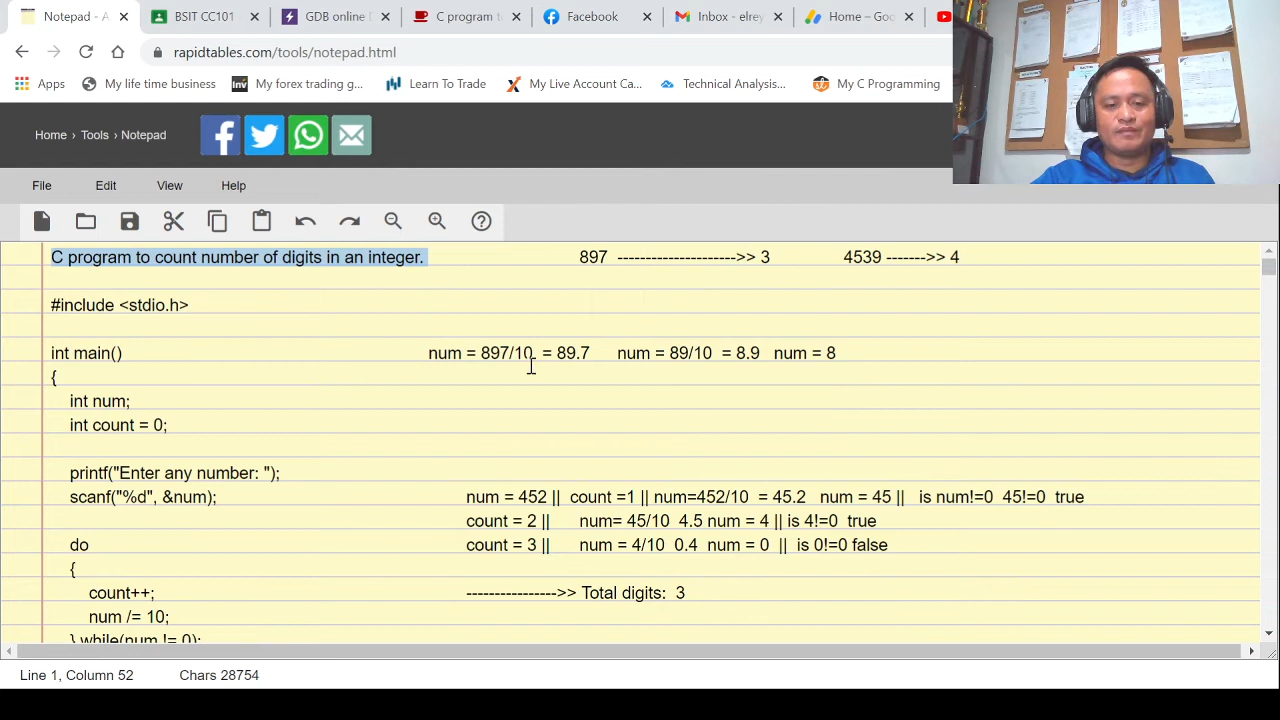 Notepad - A
BSIT CC101
GDB online D
C program to
Facebook
Inbox - elrey
Home – Goo
rapidtables.com/tools/notepad.html
Apps
My life time business
Inv
My forex trading g...
Learn To Trade
My Live Account Ca...
Technical Analysis...
My C Programming
Home › Tools › Notepad
File Edit View Help
C program to count number of digits in an integer. 897 --------------------->> 3 4539 ------->> 4
#include <stdio.h>
int main() num = 897/10 = 89.7 num = 89/10 = 8.9 num = 8
{
int num;
int count = 0;
printf("Enter any number: ");
scanf("%d", &num); num = 452 || count =1 || num=452/10 = 45.2 num = 45 || is num!=0 45!=0 true
count = 2 || num= 45/10 4.5 num = 4 || is 4!=0 true
do count = 3 || num = 4/10 0.4 num = 0 || is 0!=0 false
{
count++; ---------------->> Total digits: 3
num /= 10;
} while(num != 0);
Line 1, Column 52 Chars 28754